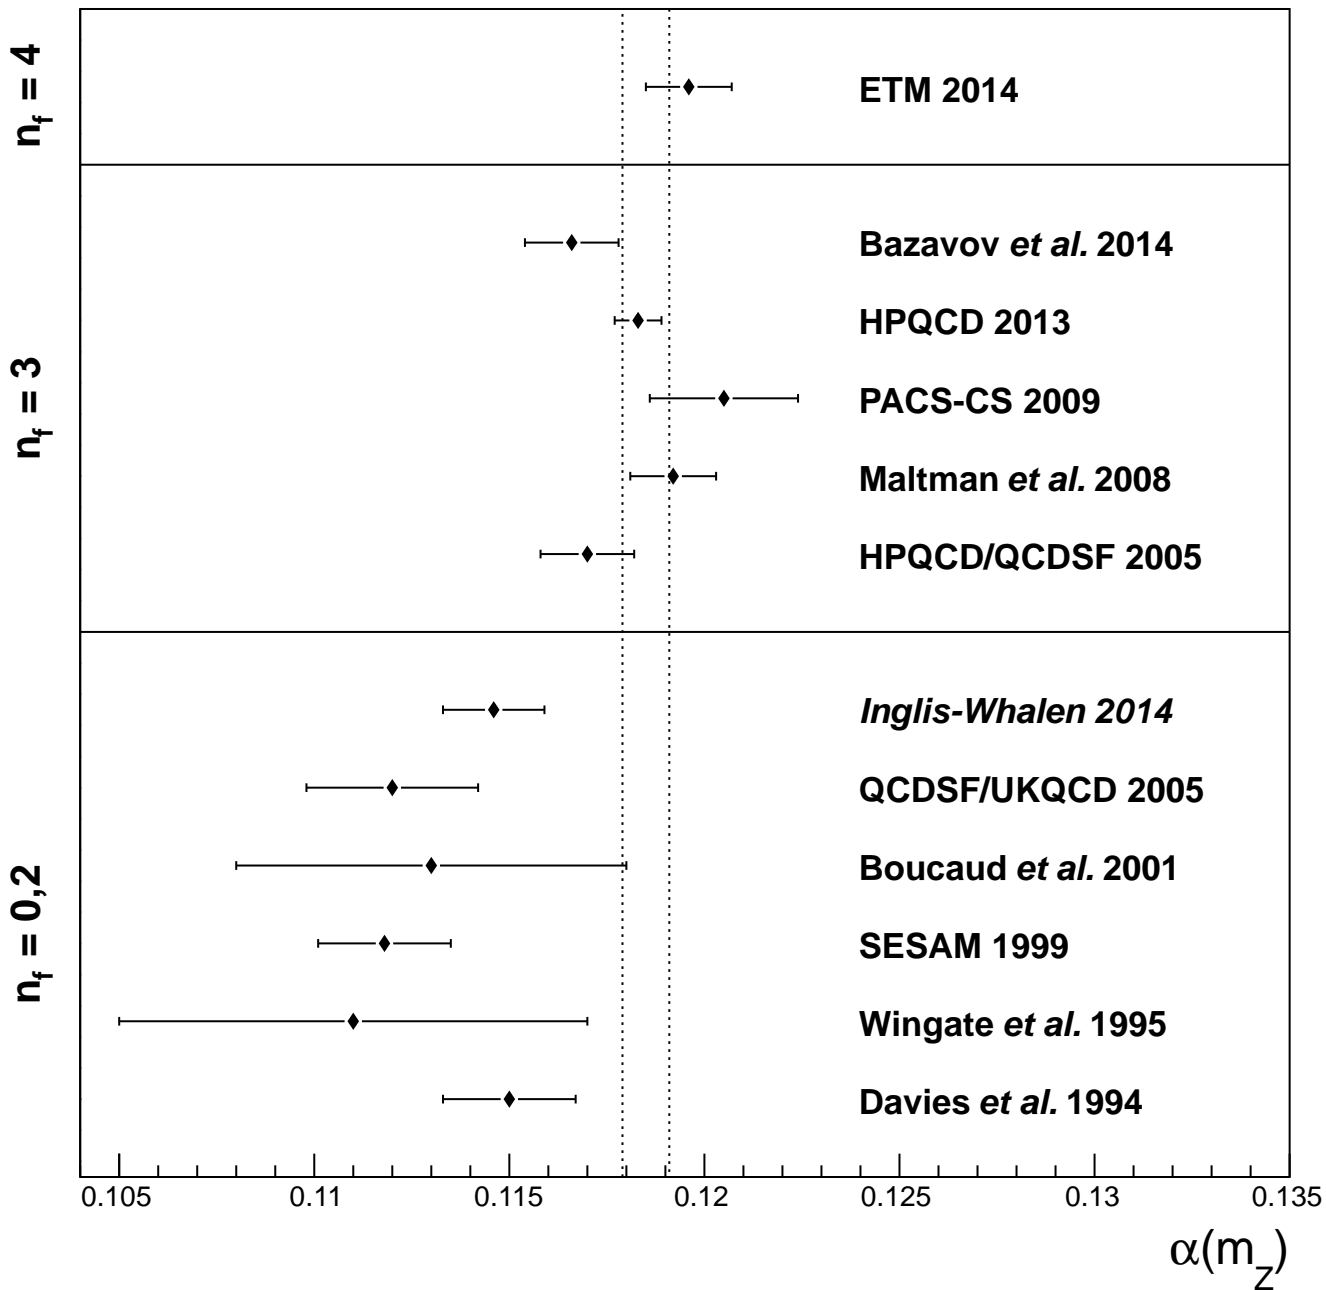 n_f = 4
ETM 2014
n_f = 3
Bazavov et al. 2014
HPQCD 2013
PACS-CS 2009
Maltman et al. 2008
HPQCD/QCDSF 2005
n_f = 0,2
Inglis-Whalen 2014
QCDSF/UKQCD 2005
Boucaud et al. 2001
SESAM 1999
Wingate et al. 1995
Davies et al. 1994
0.105 0.11 0.115 0.12 0.125 0.13 0.135
α(m_Z)